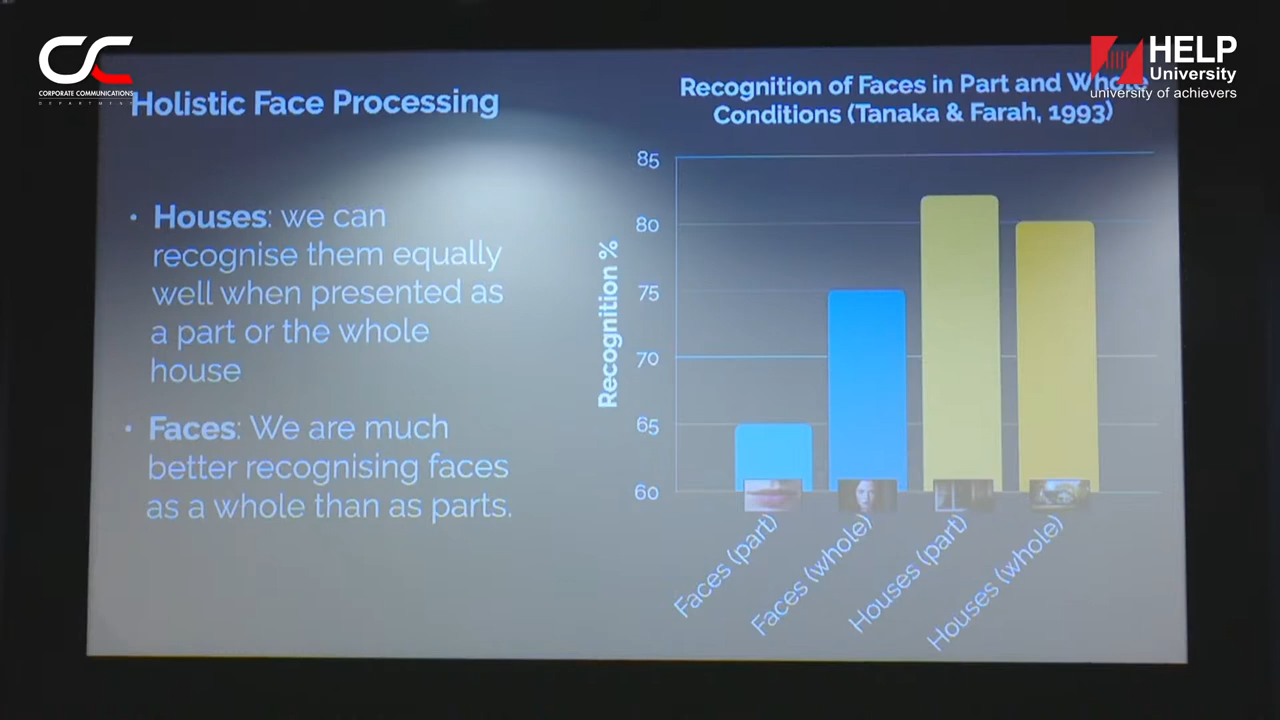 CC
CORPORATE COMMUNICATIONS
DEPARTMENT
HELP
University
university of achievers
Holistic Face Processing
• Houses: we can
recognise them equally
well when presented as
a part or the whole
house
• Faces: We are much
better recognising faces
as a whole than as parts.
Recognition of Faces in Part and Whole
Conditions (Tanaka & Farah, 1993)
Recognition %
85
80
75
70
65
60
Faces (part)
Faces (whole)
Houses (part)
Houses (whole)